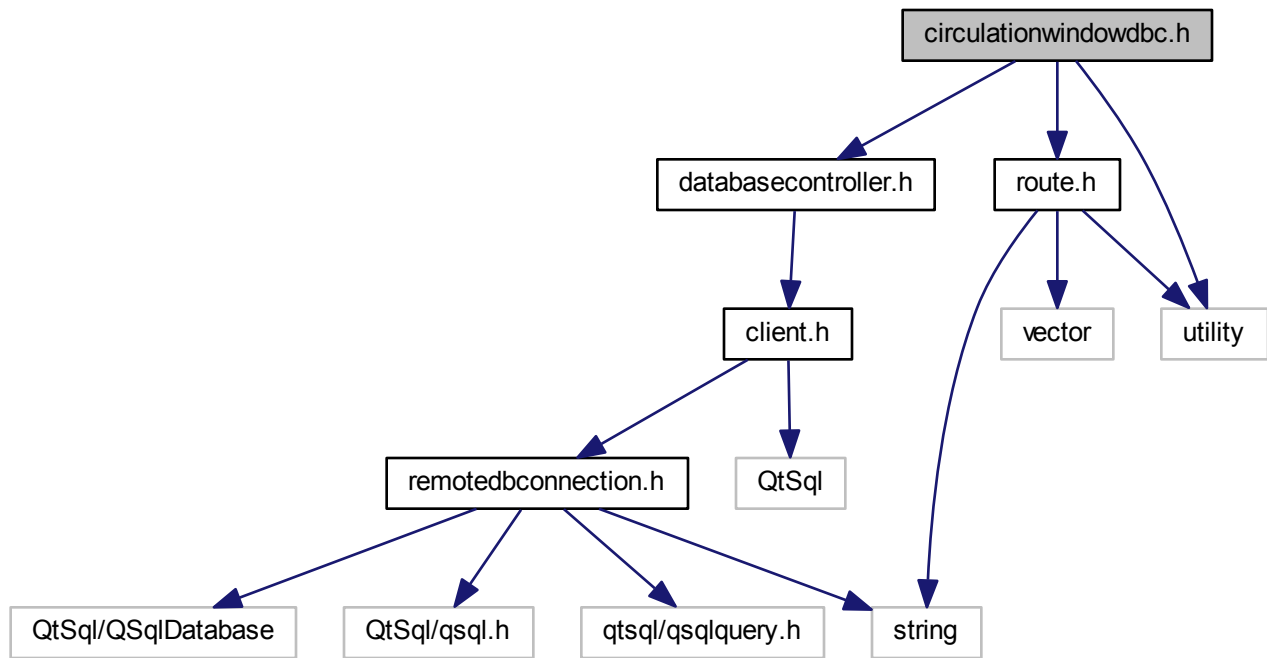 circulationwindowdbc.h
databasecontroller.h
route.h
client.h
vector
utility
remotedbconnection.h
QtSql
QtSql/QSqlDatabase
QtSql/qsql.h
qtsql/qsqlquery.h
string